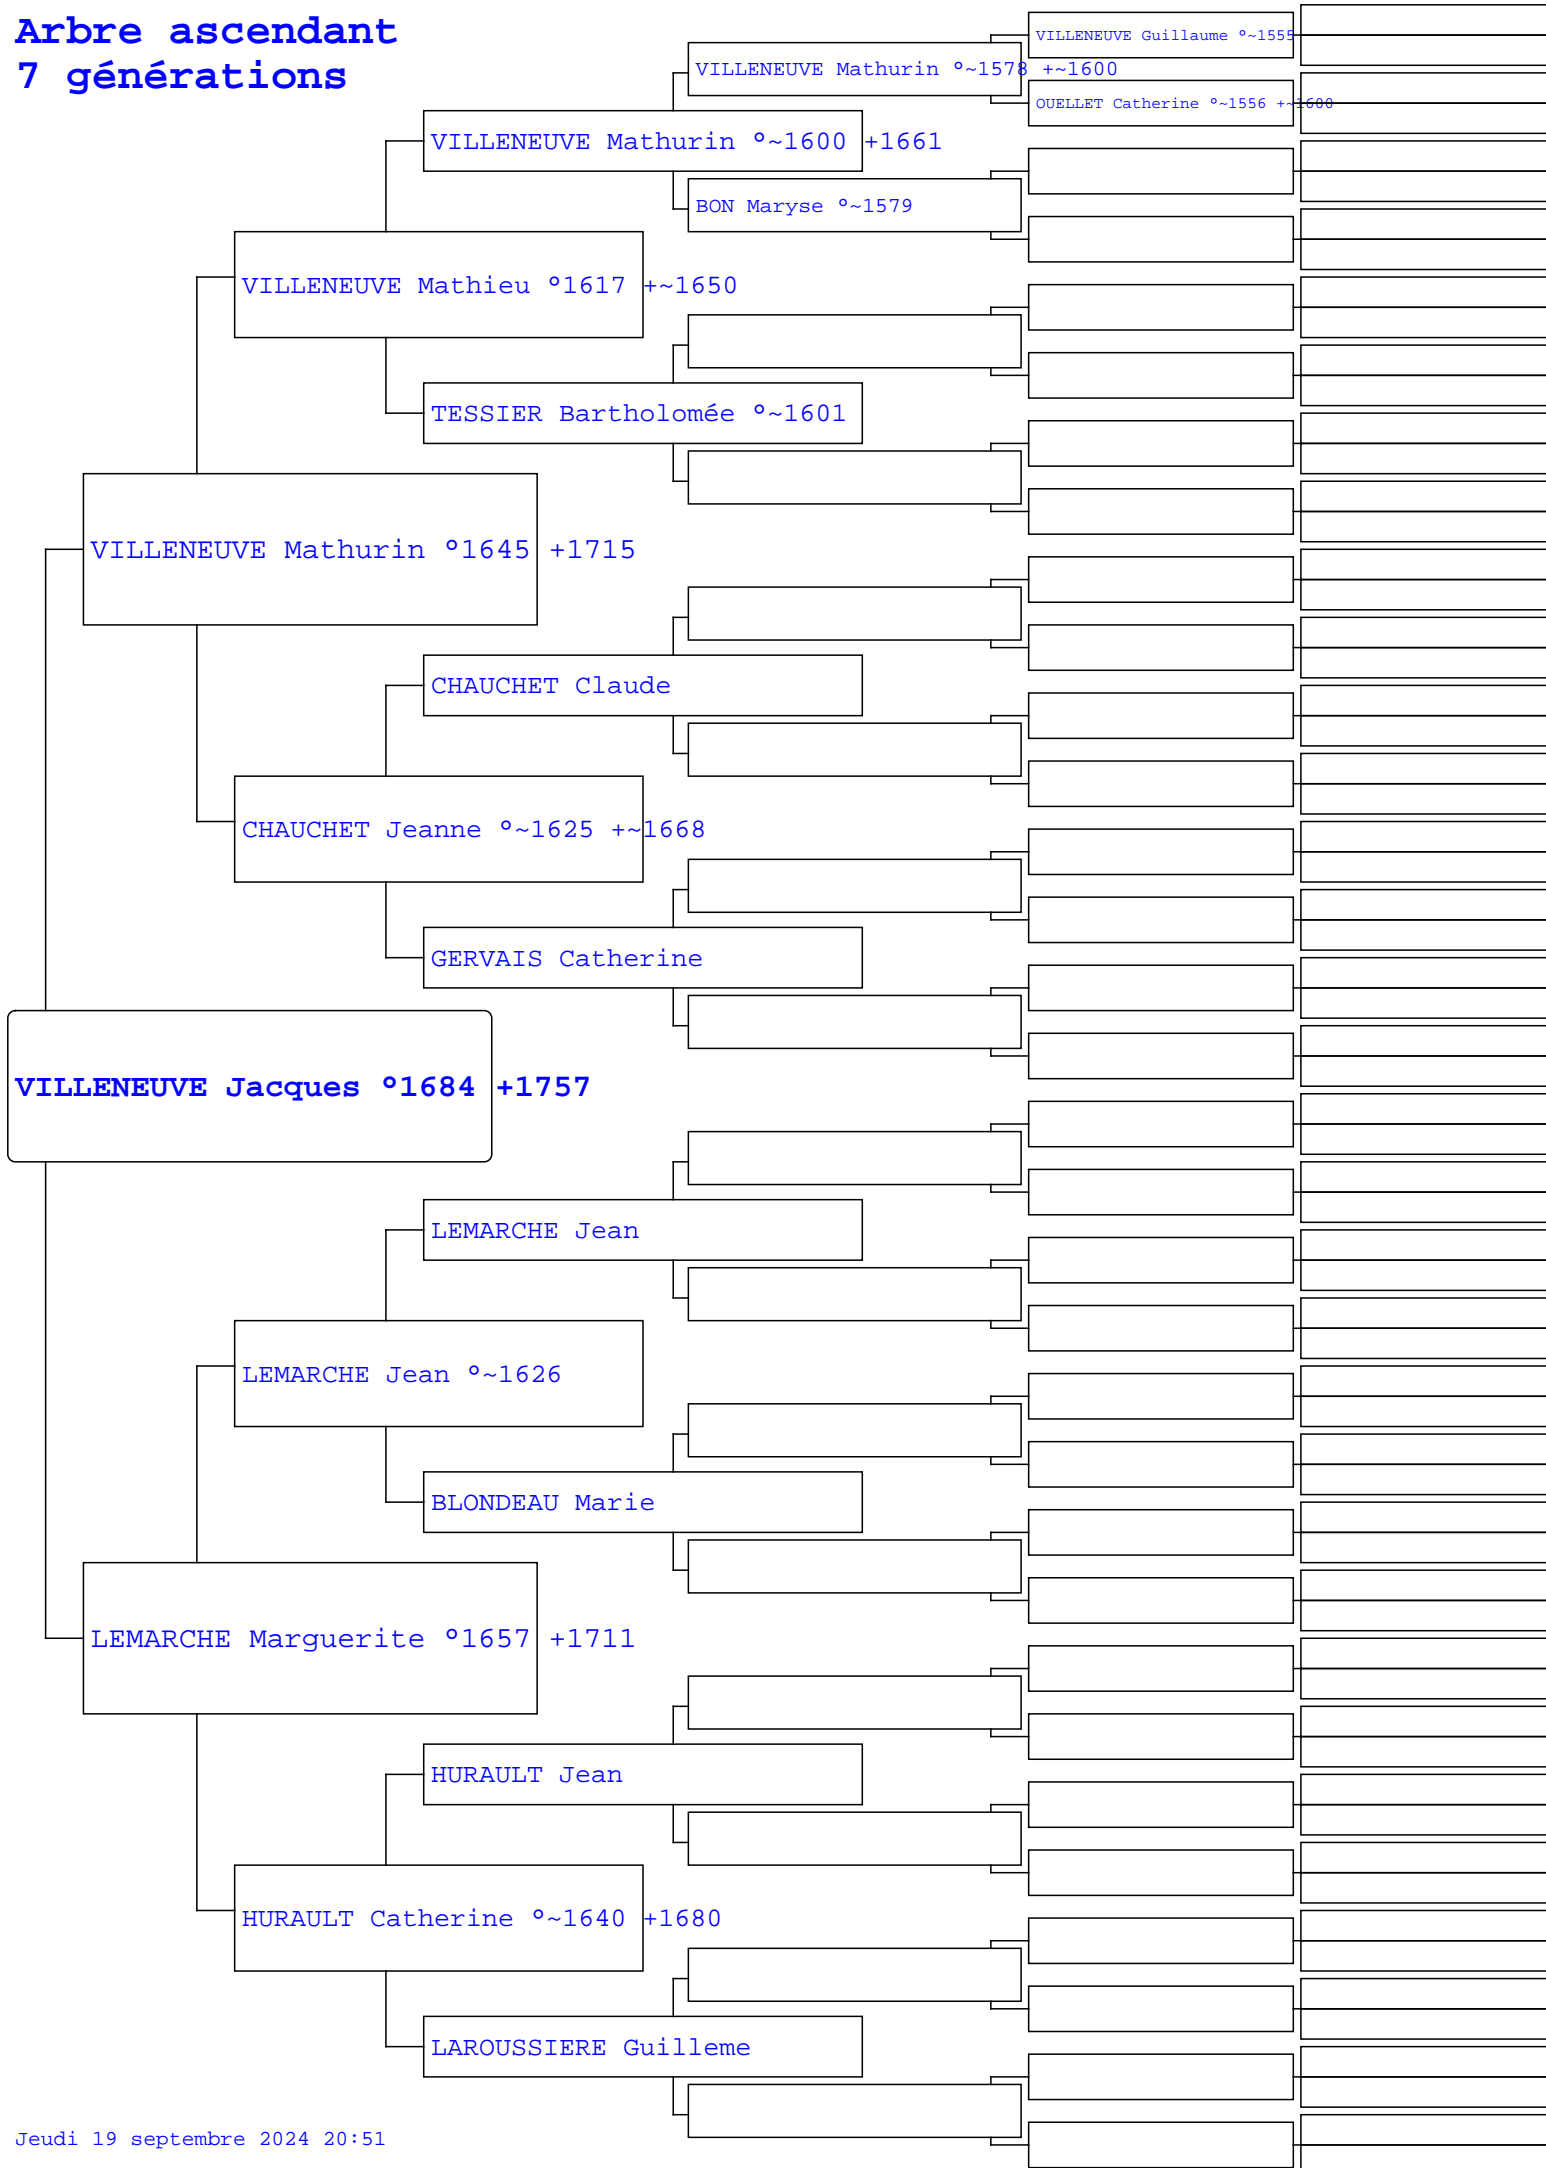 Arbre ascendant
7 générations
VILLENEUVE Guillaume °~1555
VILLENEUVE Mathurin °~1578 +~1600
OUELLET Catherine °~1556 +~1600
VILLENEUVE Mathurin °~1600 +1661
BON Maryse °~1579
VILLENEUVE Mathieu °1617 +~1650
TESSIER Bartholomée °~1601
VILLENEUVE Mathurin °1645 +1715
CHAUCHET Claude
CHAUCHET Jeanne °~1625 +~1668
GERVAIS Catherine
VILLENEUVE Jacques °1684 +1757
LEMARCHE Jean
LEMARCHE Jean °~1626
BLONDEAU Marie
LEMARCHE Marguerite °1657 +1711
HURAULT Jean
HURAULT Catherine °~1640 +1680
LAROUSSIERE Guilleme
Jeudi 19 septembre 2024 20:51